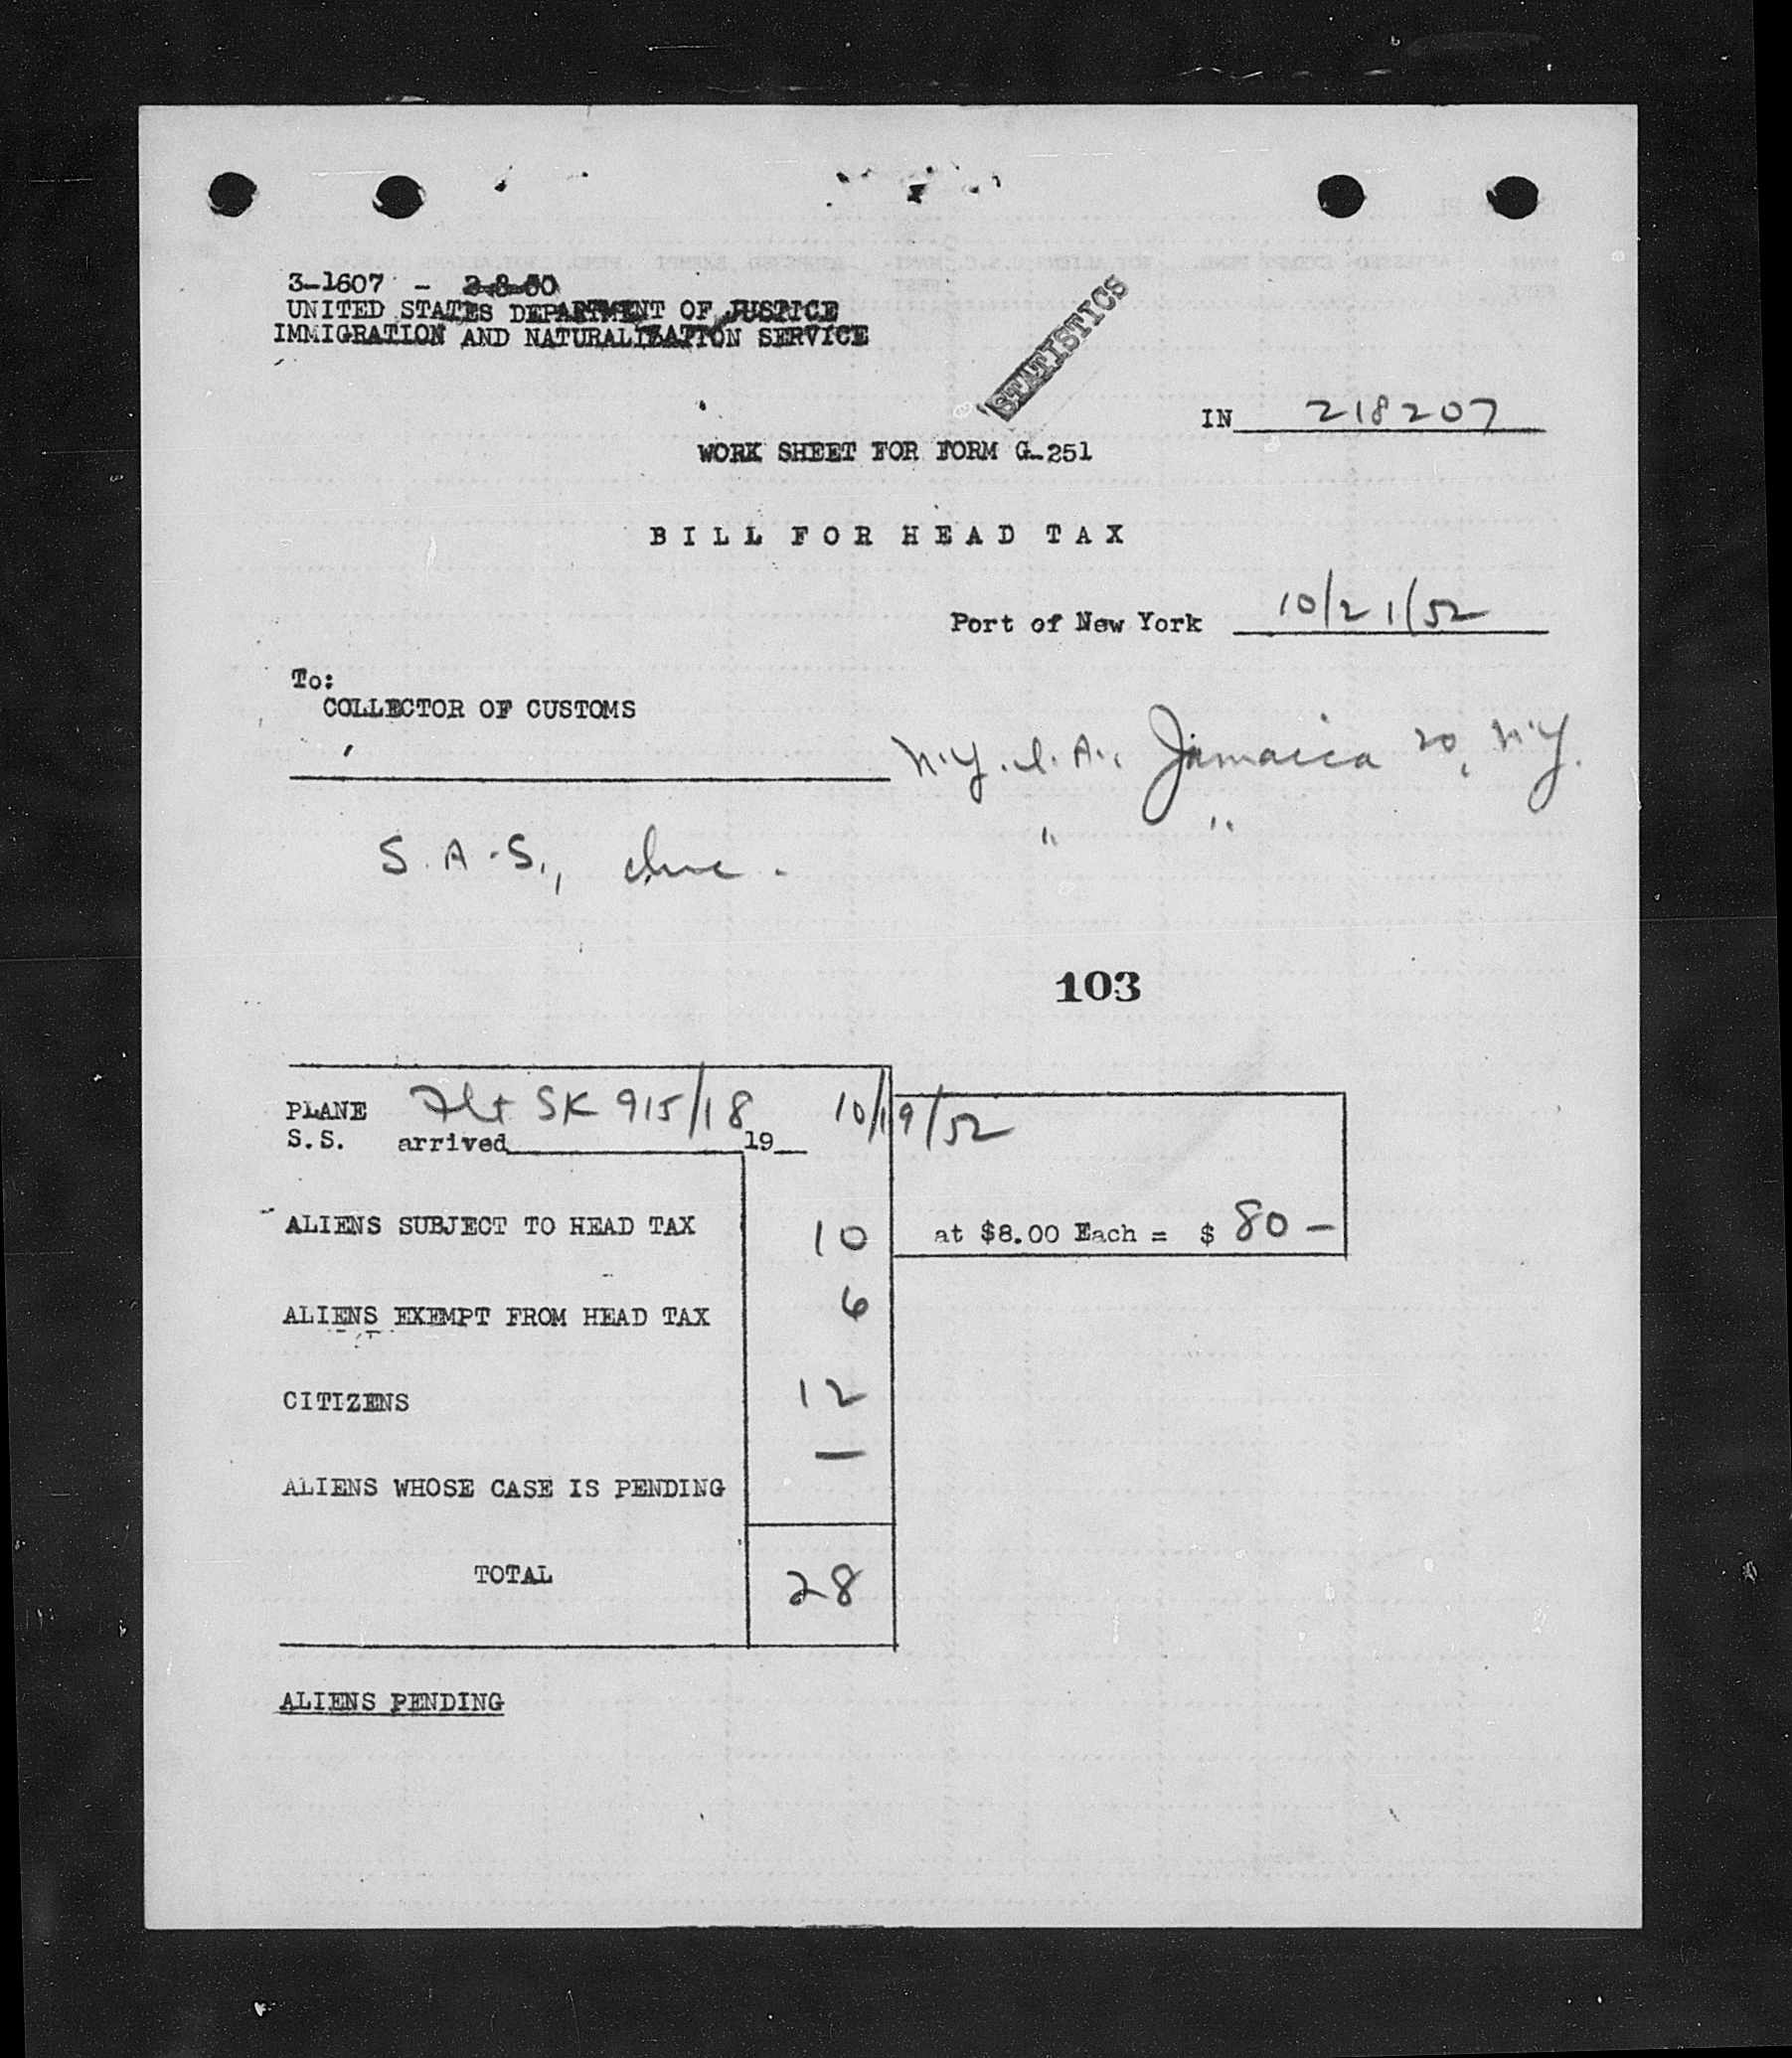 3-1607 - 2-8-50
UNITED STATES DEPARTMENT OF JUSTICE
IMMIGRATION AND NATURALIZATION SERVICE
STATISTICS
IN 218207
WORK SHEET FOR FORM G-251
BILL FOR HEAD TAX
Port of New York 10/21/52
To:
COLLECTOR OF CUSTOMS
N.Y.I.A., Jamaica 20, N.Y.
S.A.S., Inc. " "
103
PLANE Flt SK 915/18 10/19/52
S.S. arrived 19
ALIENS SUBJECT TO HEAD TAX 10 at $8.00 Each = $ 80 —
ALIENS EXEMPT FROM HEAD TAX 6
CITIZENS 12
ALIENS WHOSE CASE IS PENDING —
TOTAL 28
ALIENS PENDING